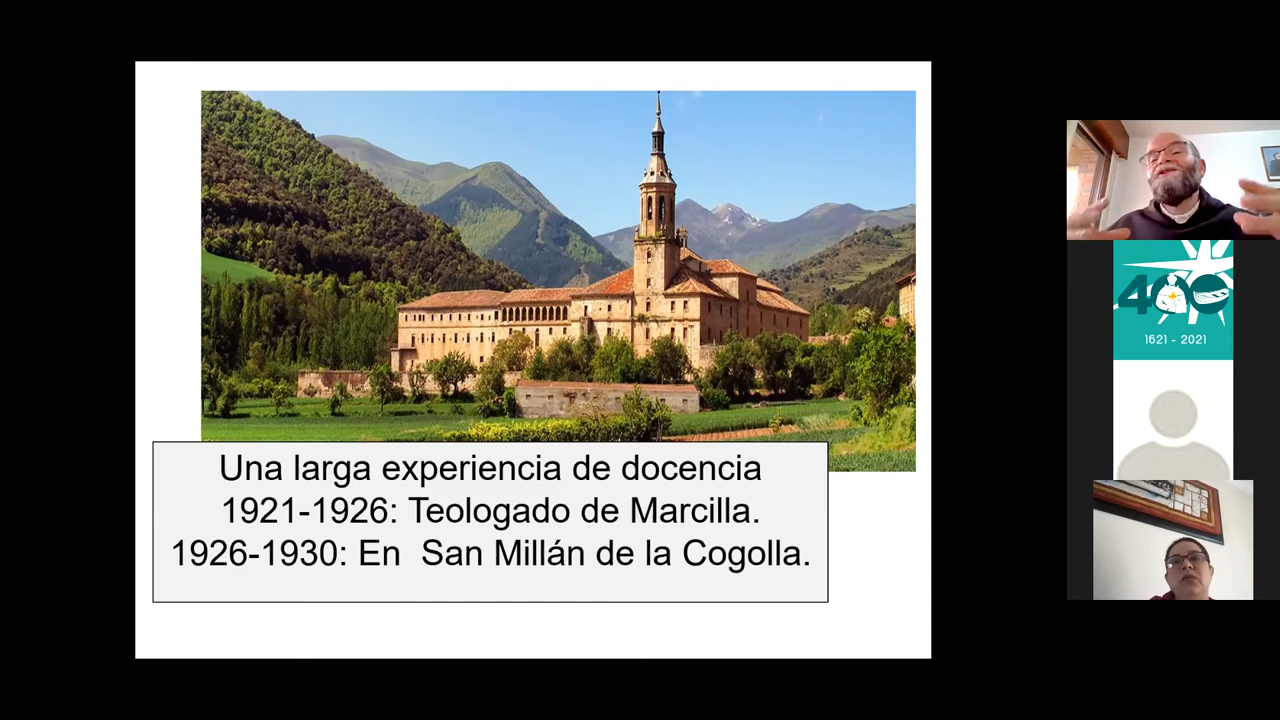 Una larga experiencia de docencia
1921-1926: Teologado de Marcilla.
1926-1930: En  San Millán de la Cogolla.
400
1621 - 2021